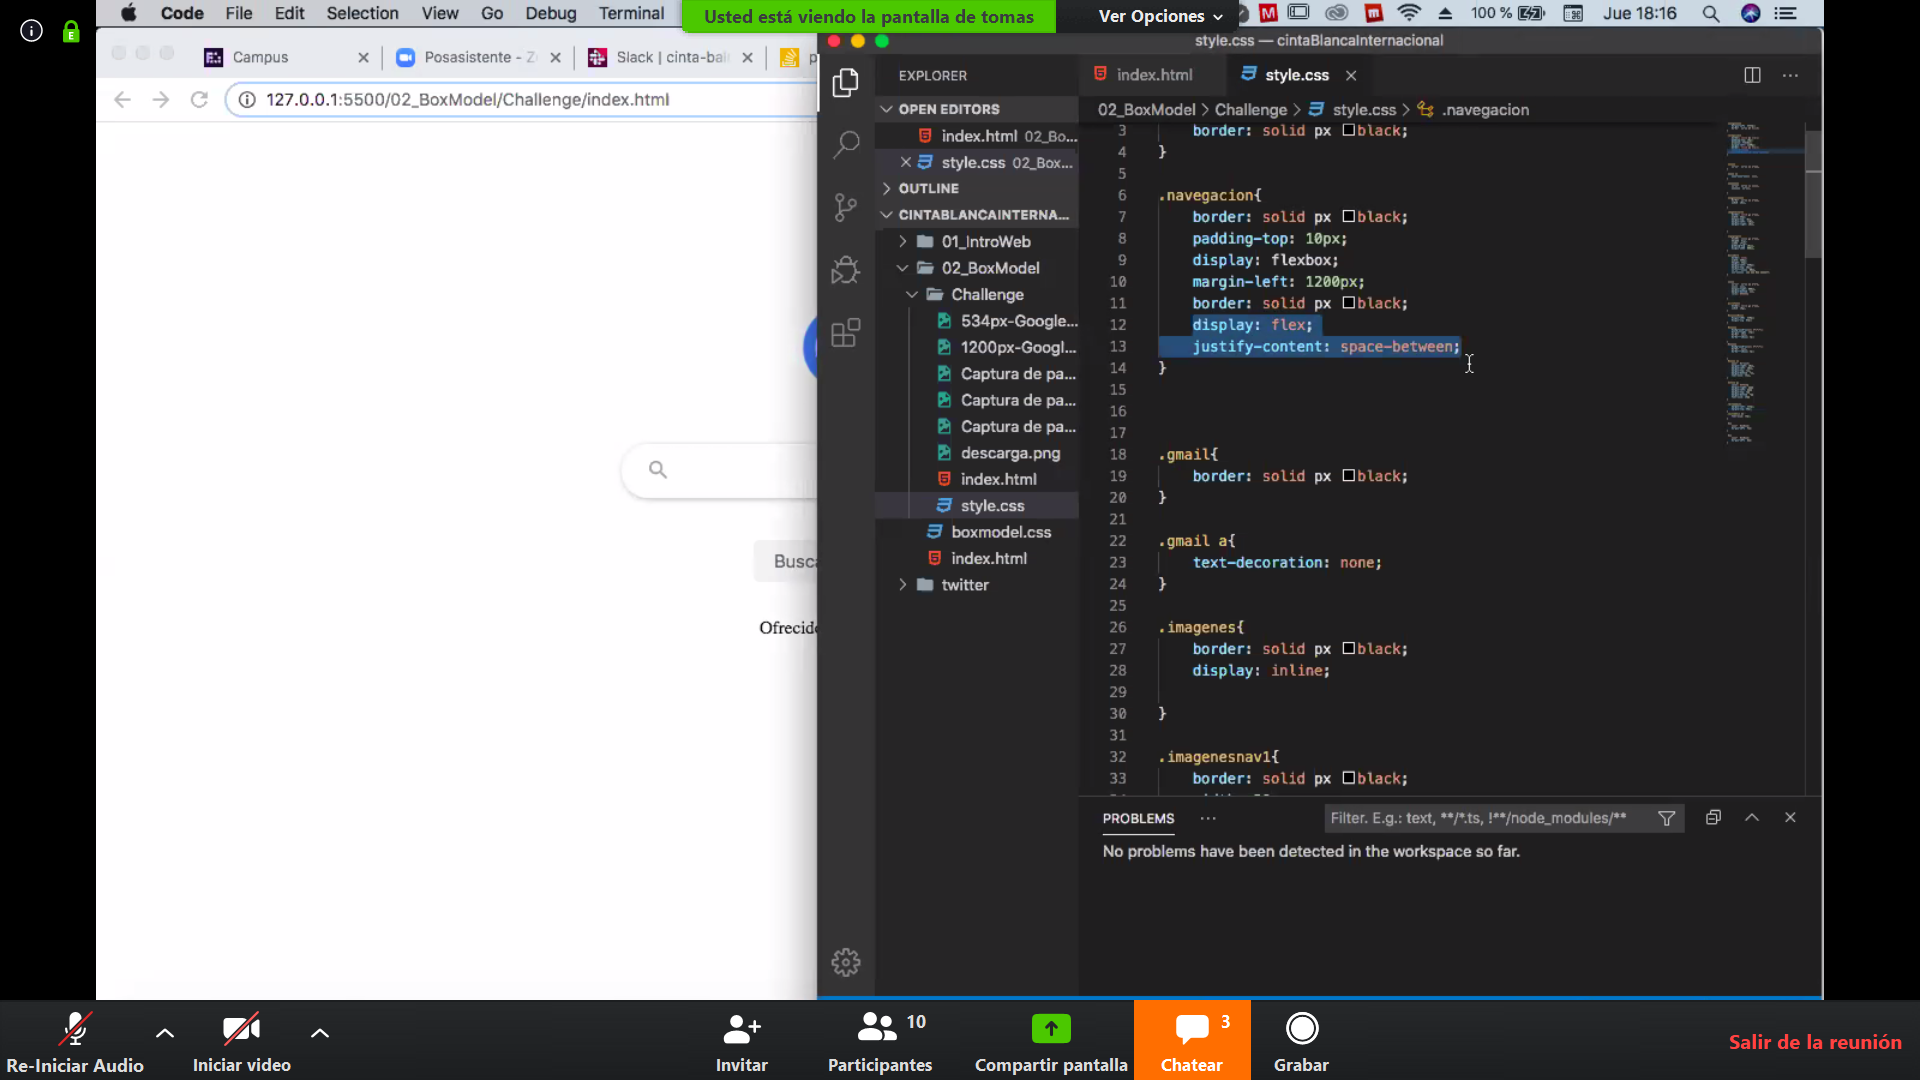 Code File Edit Selection View Go Debug Terminal
Usted está viendo la pantalla de tomas
Ver Opciones
100 %
Jue 18:16
Campus
Posasistente - Z
Slack | cinta-bal
p
127.0.0.1:5500/02_BoxModel/Challenge/index.html
Busca
Ofrecido
style.css — cintaBlancaInternacional
EXPLORER
OPEN EDITORS
index.html 02_Bo...
style.css 02_Box...
OUTLINE
CINTABLANCAINTERNA...
01_IntroWeb
02_BoxModel
Challenge
534px-Google...
1200px-Googl...
Captura de pa...
Captura de pa...
Captura de pa...
descarga.png
index.html
style.css
boxmodel.css
index.html
twitter
index.html
style.css
02_BoxModel > Challenge > style.css > .navegacion
3 border: solid px black;
4 }
5
6 .navegacion{
7 border: solid px black;
8 padding-top: 10px;
9 display: flexbox;
10 margin-left: 1200px;
11 border: solid px black;
12 display: flex;
13 justify-content: space-between;
14 }
15
16
17
18 .gmail{
19 border: solid px black;
20 }
21
22 .gmail a{
23 text-decoration: none;
24 }
25
26 .imagenes{
27 border: solid px black;
28 display: inline;
29
30 }
31
32 .imagenesnav1{
33 border: solid px black;
PROBLEMS
Filter. E.g.: text, **/*.ts, !**/node_modules/**
No problems have been detected in the workspace so far.
Re-Iniciar Audio
Iniciar video
Invitar
10
Participantes
Compartir pantalla
3
Chatear
Grabar
Salir de la reunión